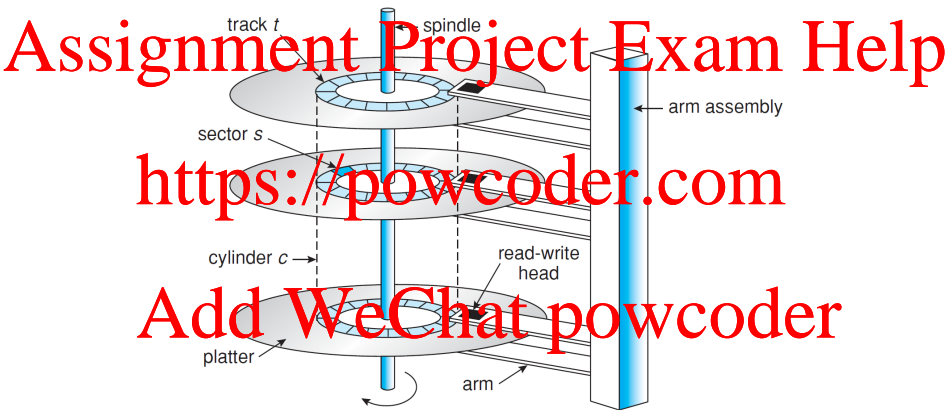 track t
spindle
Assignment Project Exam Help
arm assembly
sector s
https://powcoder.com
cylinder c
read-write
head
Add WeChat powcoder
platter
arm